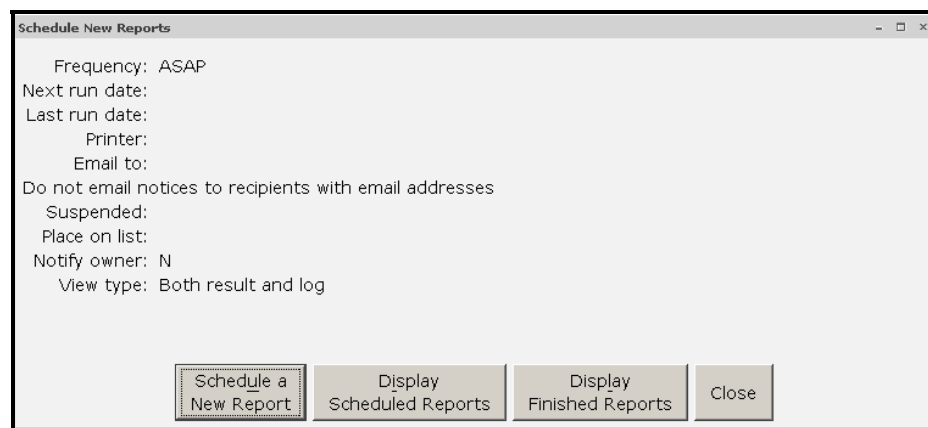 Schedule New Reports
Frequency: ASAP
Next run date:
Last run date:
Printer:
Email to:
Do not email notices to recipients with email addresses
Suspended:
Place on list:
Notify owner: N
View type: Both result and log
Schedule a
New Report
Display
Scheduled Reports
Display
Finished Reports
Close